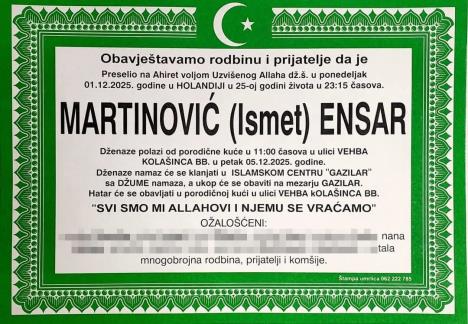 Obavještavamo rodbinu i prijatelje da je
Preselio na Ahiret voljom Uzvišenog Allaha dž.š. u ponedeljak
01.12.2025. godine u HOLANDIJI u 25-oj godini života u 23:15 časova.
MARTINOVIĆ (Ismet) ENSAR
Dženaze polazi od porodične kuće u 11:00 časova u ulici VEHBA
KOLAŠINCA BB. u petak 05.12.2025. godine.
Dženaze namaz će se klanjati u ISLAMSKOM CENTRU "GAZILAR"
sa DŽUME namaza, a ukop će se obaviti na mezarju GAZILAR.
Hatar će se obavljati u porodičnoj kući u ulici VEHBA KOLAŠINCA BB.
"SVI SMO MI ALLAHOVI I NJEMU SE VRAĆAMO"
OŽALOŠĆENI:
nana
tala
mnogobrojna rodbina, prijatelji i komšije.
Štampa umrlica 062 222 785